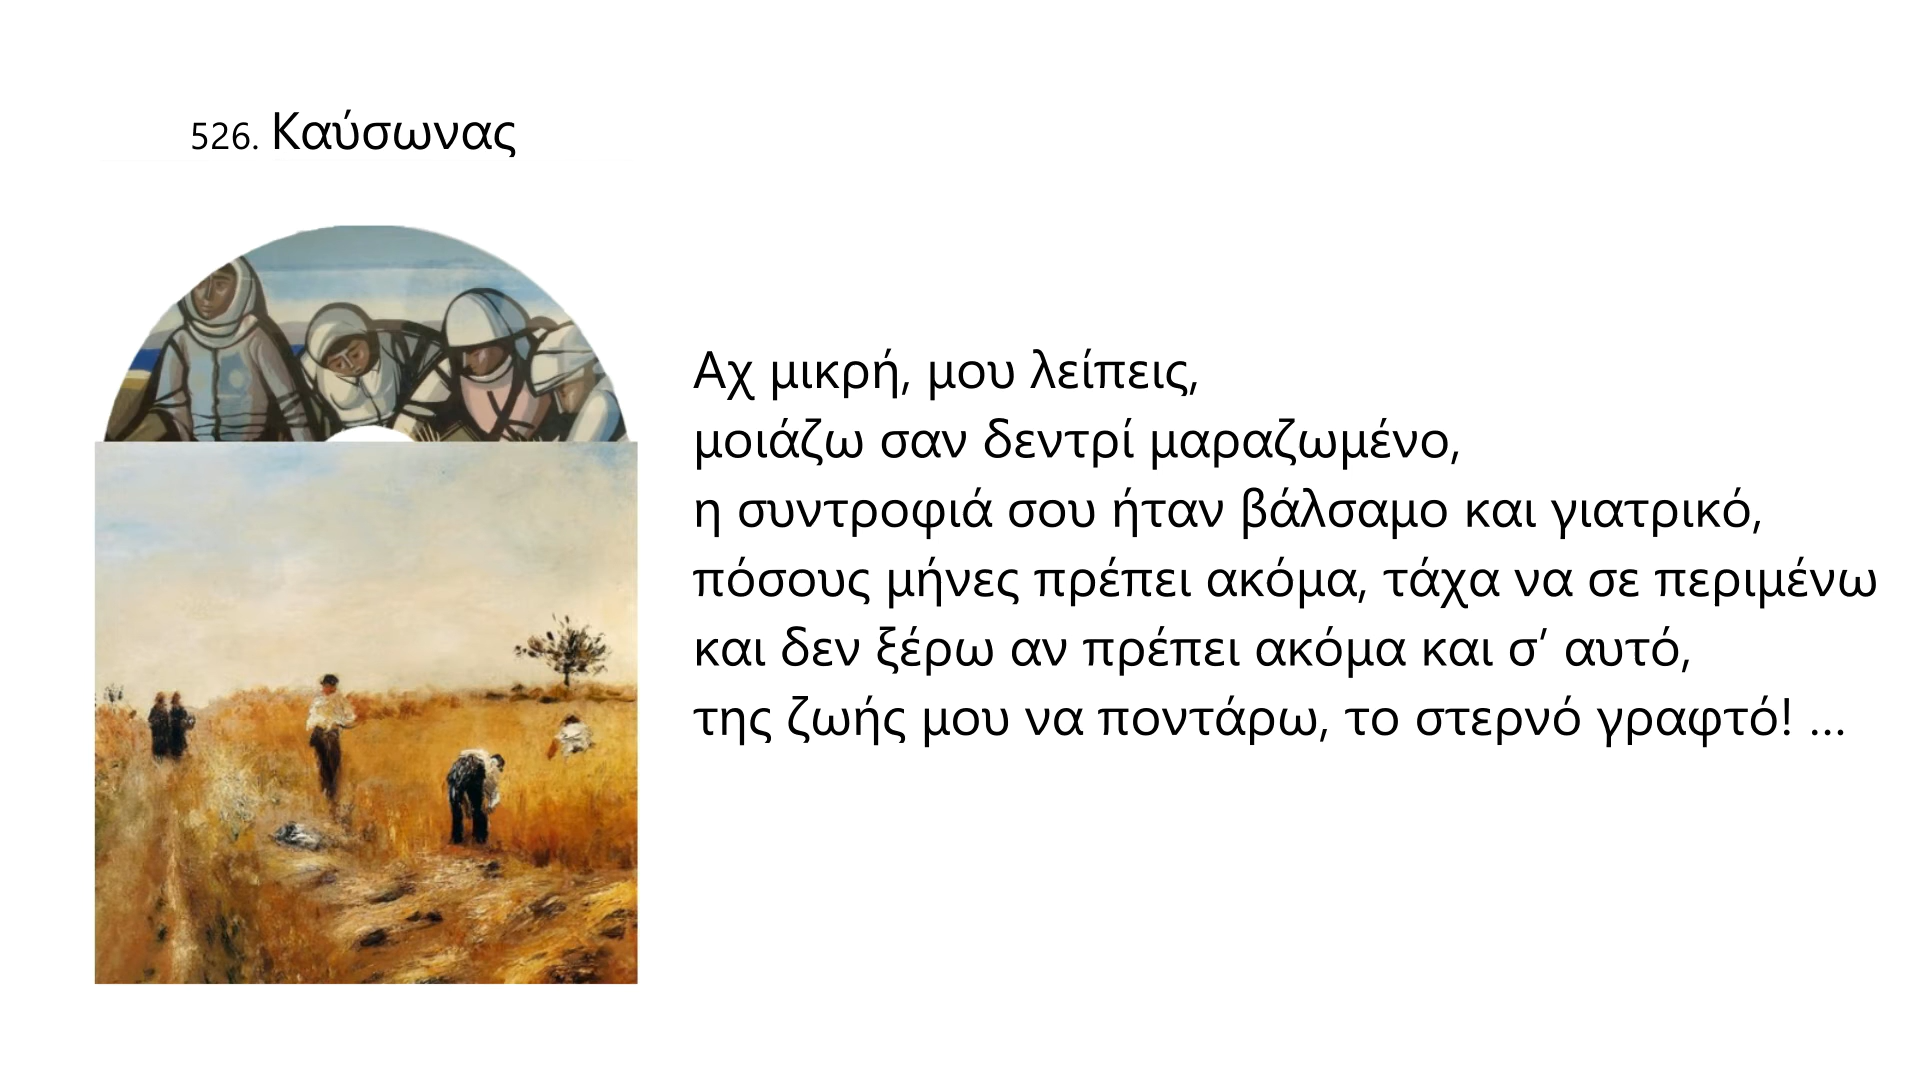 526. Καύσωνας
Αχ μικρή, μου λείπεις,
μοιάζω σαν δεντρί μαραζωμένο,
η συντροφιά σου ήταν βάλσαμο και γιατρικό,
πόσους μήνες πρέπει ακόμα, τάχα να σε περιμένω
και δεν ξέρω αν πρέπει ακόμα και σ’ αυτό,
της ζωής μου να ποντάρω, το στερνό γραφτό! ...